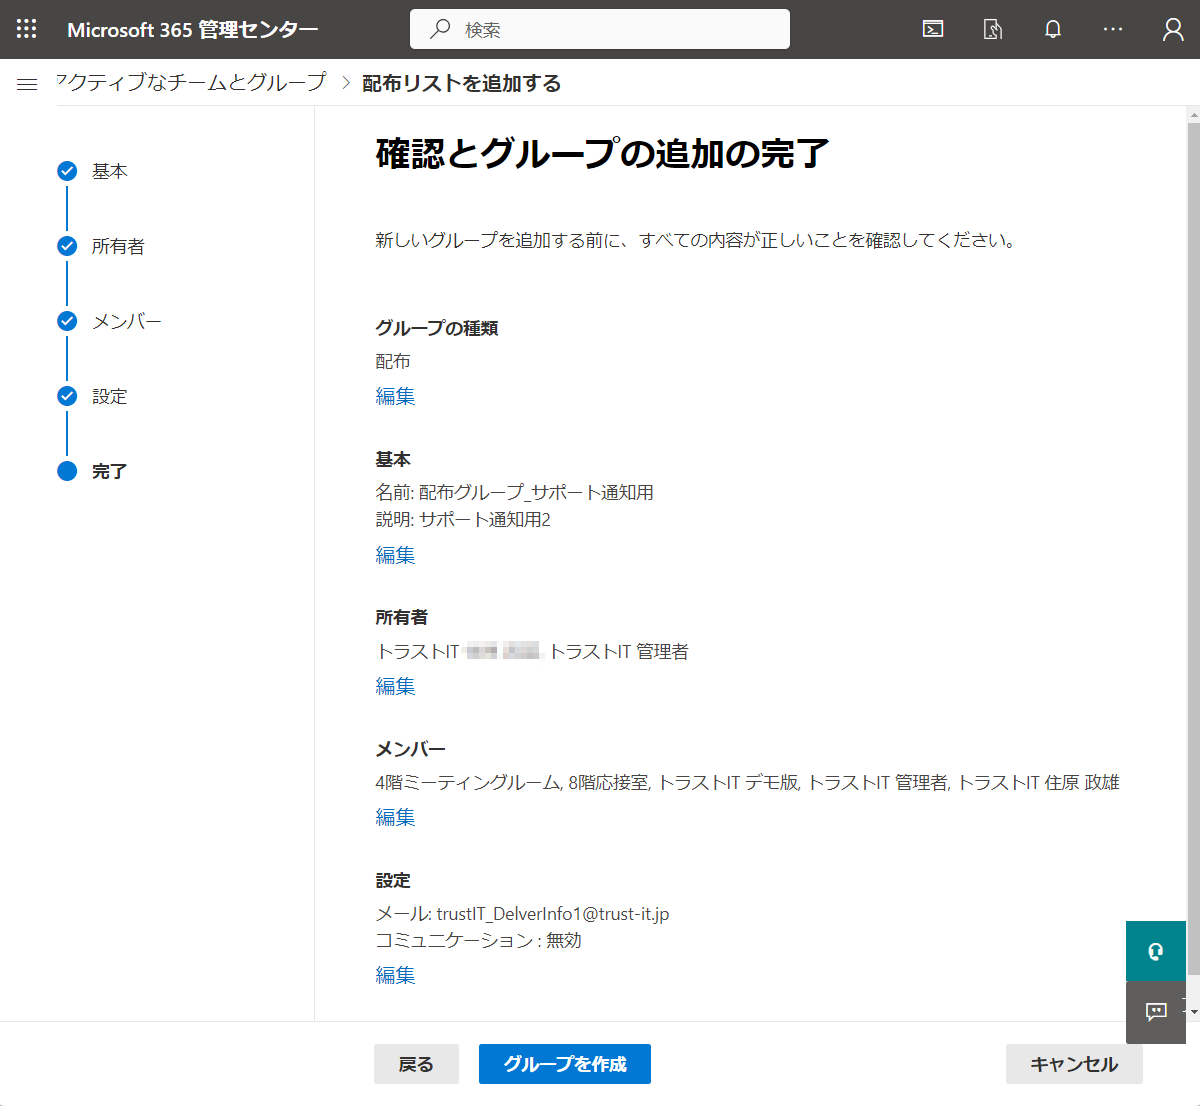 Microsoft 365 管理センター
検索
アクティブなチームとグループ > 配布リストを追加する
基本
所有者
メンバー
設定
完了
確認とグループの追加の完了
新しいグループを追加する前に、すべての内容が正しいことを確認してください。
グループの種類
配布
編集
基本
名前: 配布グループ_サポート通知用
説明: サポート通知用2
編集
所有者
トラストIT トラストIT 管理者
編集
メンバー
4階ミーティングルーム, 8階応接室, トラストIT デモ版, トラストIT 管理者, トラストIT 住原 政雄
編集
設定
メール: trustIT_DelverInfo1@trust-it.jp
コミュニケーション : 無効
編集
戻る
グループを作成
キャンセル